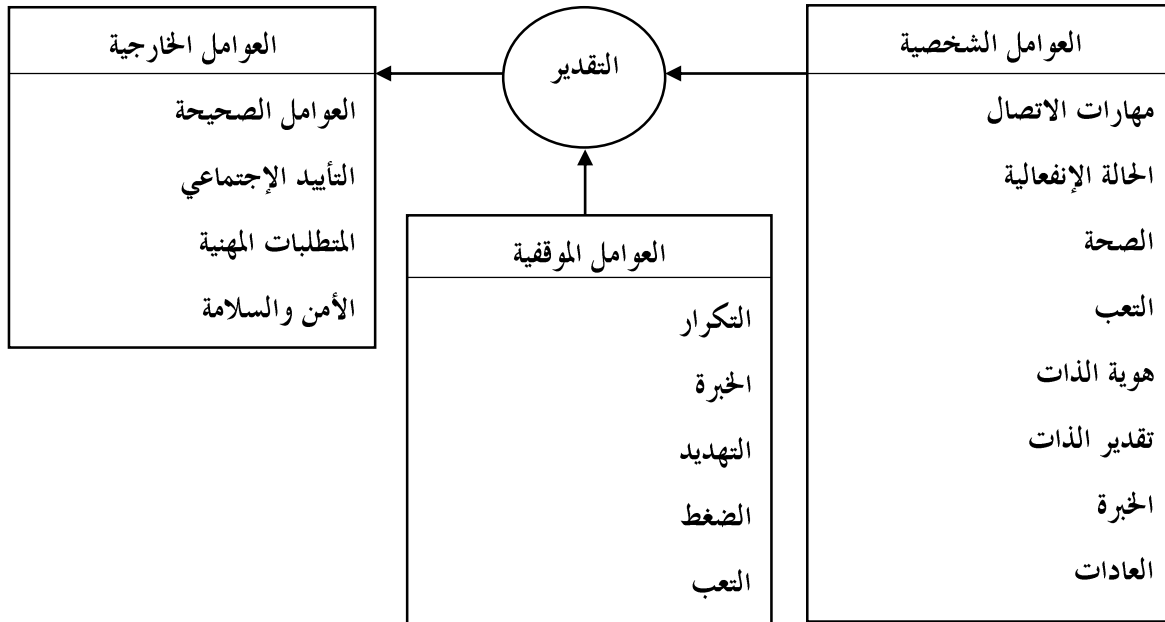 العوامل الشخصية
مهارات الاتصال
الحالة الإنفعالية
الصحة
التعب
هوية الذات
تقدير الذات
الخبرة
العادات
التقدير
العوامل الموقفية
التكرار
الخبرة
التهديد
الضغط
التعب
العوامل الخارجية
العوامل الصحيحة
التأييد الإجتماعي
المتطلبات المهنية
الأمن والسلامة